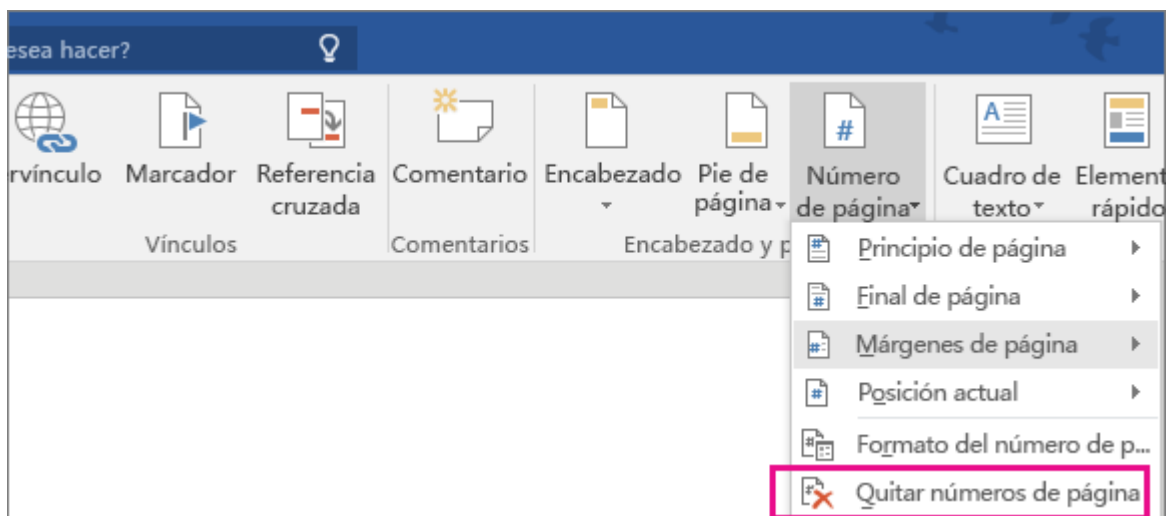 esea hacer?
rvínculo Marcador Referencia cruzada Comentario Encabezado Pie de página Número de página Cuadro de texto Element rápido
Vínculos Comentarios Encabezado y p
Principio de página
Final de página
Márgenes de página
Posición actual
Formato del número de p...
Quitar números de página